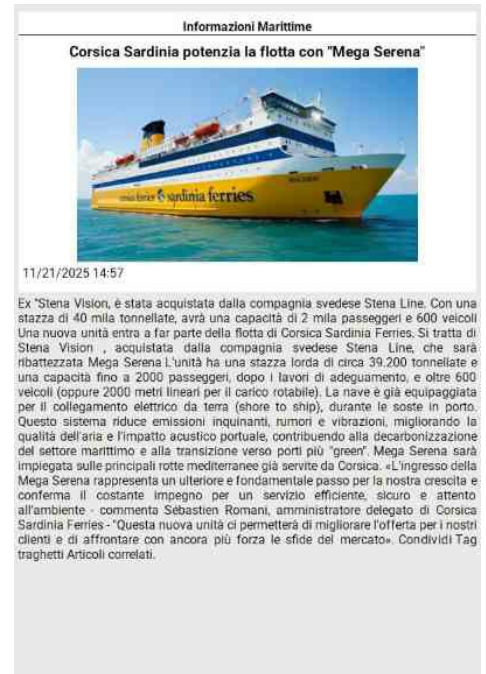 Informazioni Marittime
Corsica Sardinia potenzia la flotta con "Mega Serena"
corsica ferries sardinia ferries
11/21/2025 14:57
Ex "Stena Vision, è stata acquistata dalla compagnia svedese Stena Line. Con una
stazza di 40 mila tonnellate, avrà una capacità di 2 mila passeggeri e 600 veicoli
Una nuova unità entra a far parte della flotta di Corsica Sardinia Ferries. Si tratta di
Stena Vision , acquistata dalla compagnia svedese Stena Line, che sarà
ribattezzata Mega Serena L'unità ha una stazza lorda di circa 39.200 tonnellate e
una capacità fino a 2000 passeggeri, dopo i lavori di adeguamento, e oltre 600
veicoli (oppure 2000 metri lineari per il carico rotabile). La nave è già equipaggiata
per il collegamento elettrico da terra (shore to ship), durante le soste in porto.
Questo sistema riduce emissioni inquinanti, rumori e vibrazioni, migliorando la
qualità dell'aria e l'impatto acustico portuale, contribuendo alla decarbonizzazione
del settore marittimo e alla transizione verso porti più "green". Mega Serena sarà
impiegata sulle principali rotte mediterranee già servite da Corsica. «L'ingresso della
Mega Serena rappresenta un ulteriore e fondamentale passo per la nostra crescita e
conferma il costante impegno per un servizio efficiente, sicuro e attento
all'ambiente - commenta Sébastien Romani, amministratore delegato di Corsica
Sardinia Ferries - "Questa nuova unità ci permetterà di migliorare l'offerta per i nostri
clienti e di affrontare con ancora più forza le sfide del mercato». Condividi Tag
traghetti Articoli correlati.